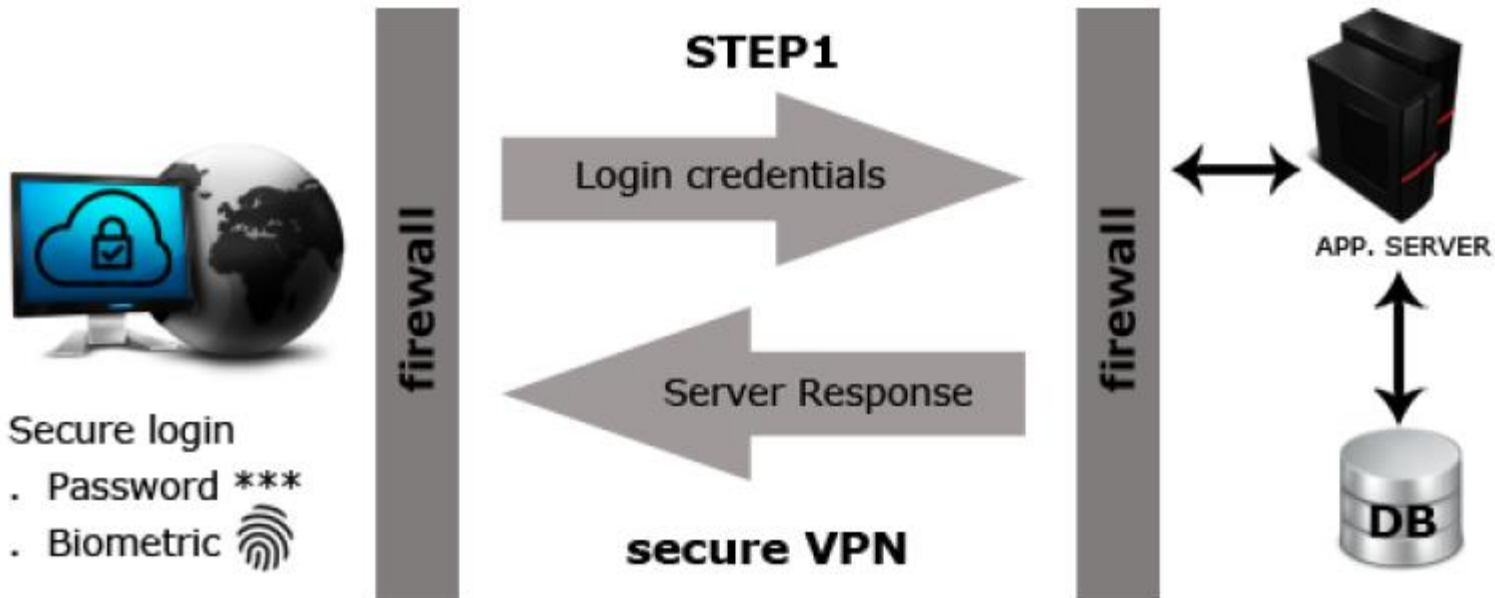 STEP1
Login credentials
firewall
firewall
APP. SERVER
Server Response
Secure login
. Password ***
. Biometric
secure VPN
DB